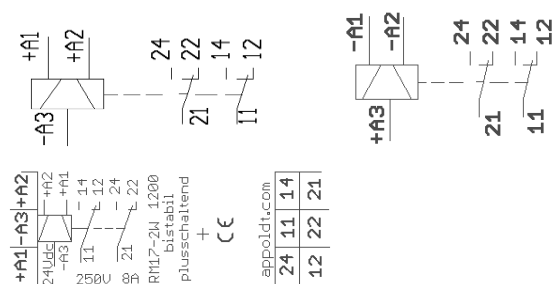 +A1
+A2
24
22
14
12
-A3
21
11
-A1
-A2
24
22
14
12
+A3
21
11
+A1 -A3 +A2
24Vdc
+A2
+A1
-A3
14
12
24
22
11
21
250V 8A
RM17-2W 1200
bistabil
plusschaltend
+
CE
appoldt.com
24 11 14
12 22 21